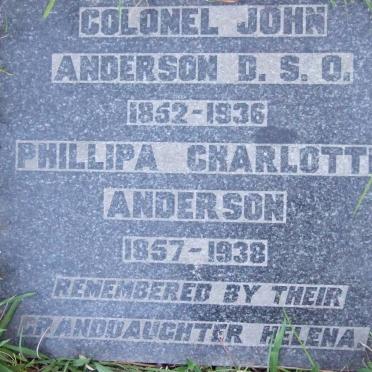 COLONEL JOHN
ANDERSON D.S.O.
1852-1936
PHILLIPA CHARLOTTE
ANDERSON
1857-1938
REMEMBERED BY THEIR
GRANDDAUGHTER HELENA